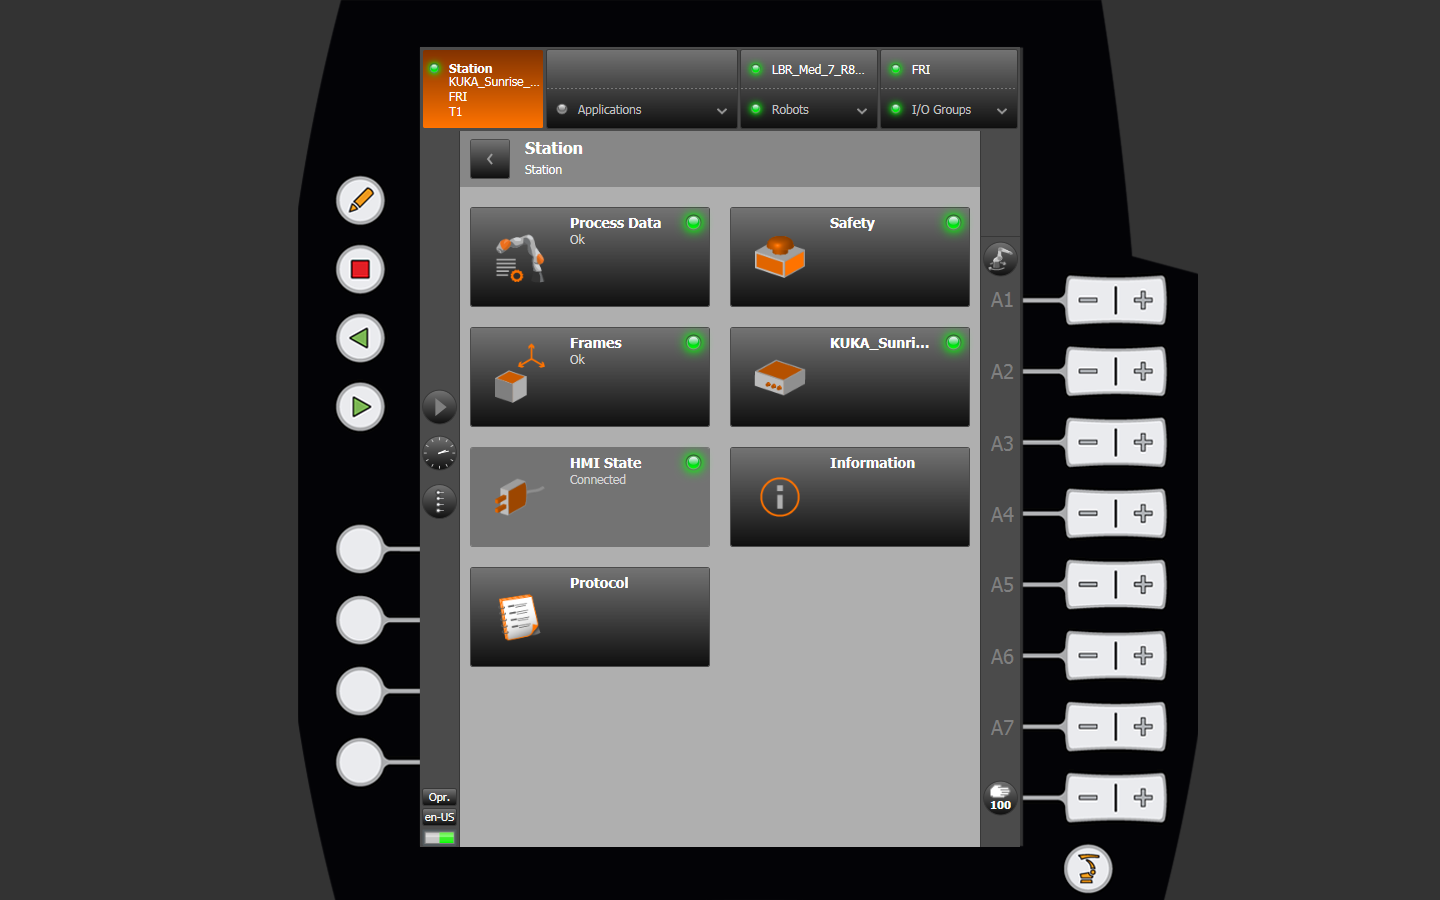 Station
KUKA_Sunrise_...
FRI
T1
Applications
LBR_Med_7_R8...
Robots
FRI
I/O Groups
Station
Station
Process Data
Ok
Safety
Frames
Ok
KUKA_Sunri...
HMI State
Connected
Information
Protocol
A1
A2
A3
A4
A5
A6
A7
100
Opr.
en-US